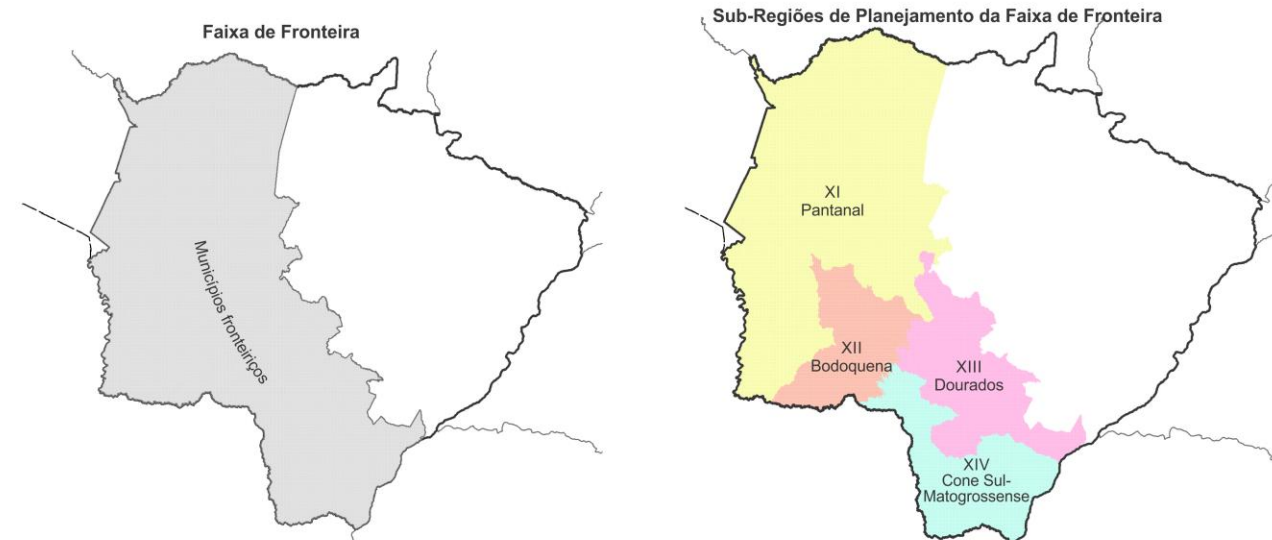 Faixa de Fronteira
Municípios fronteiriços
Sub-Regiões de Planejamento da Faixa de Fronteira
XI
Pantanal
XII
Bodoquena
XIII
Dourados
XIV
Cone Sul-
Matogrossense